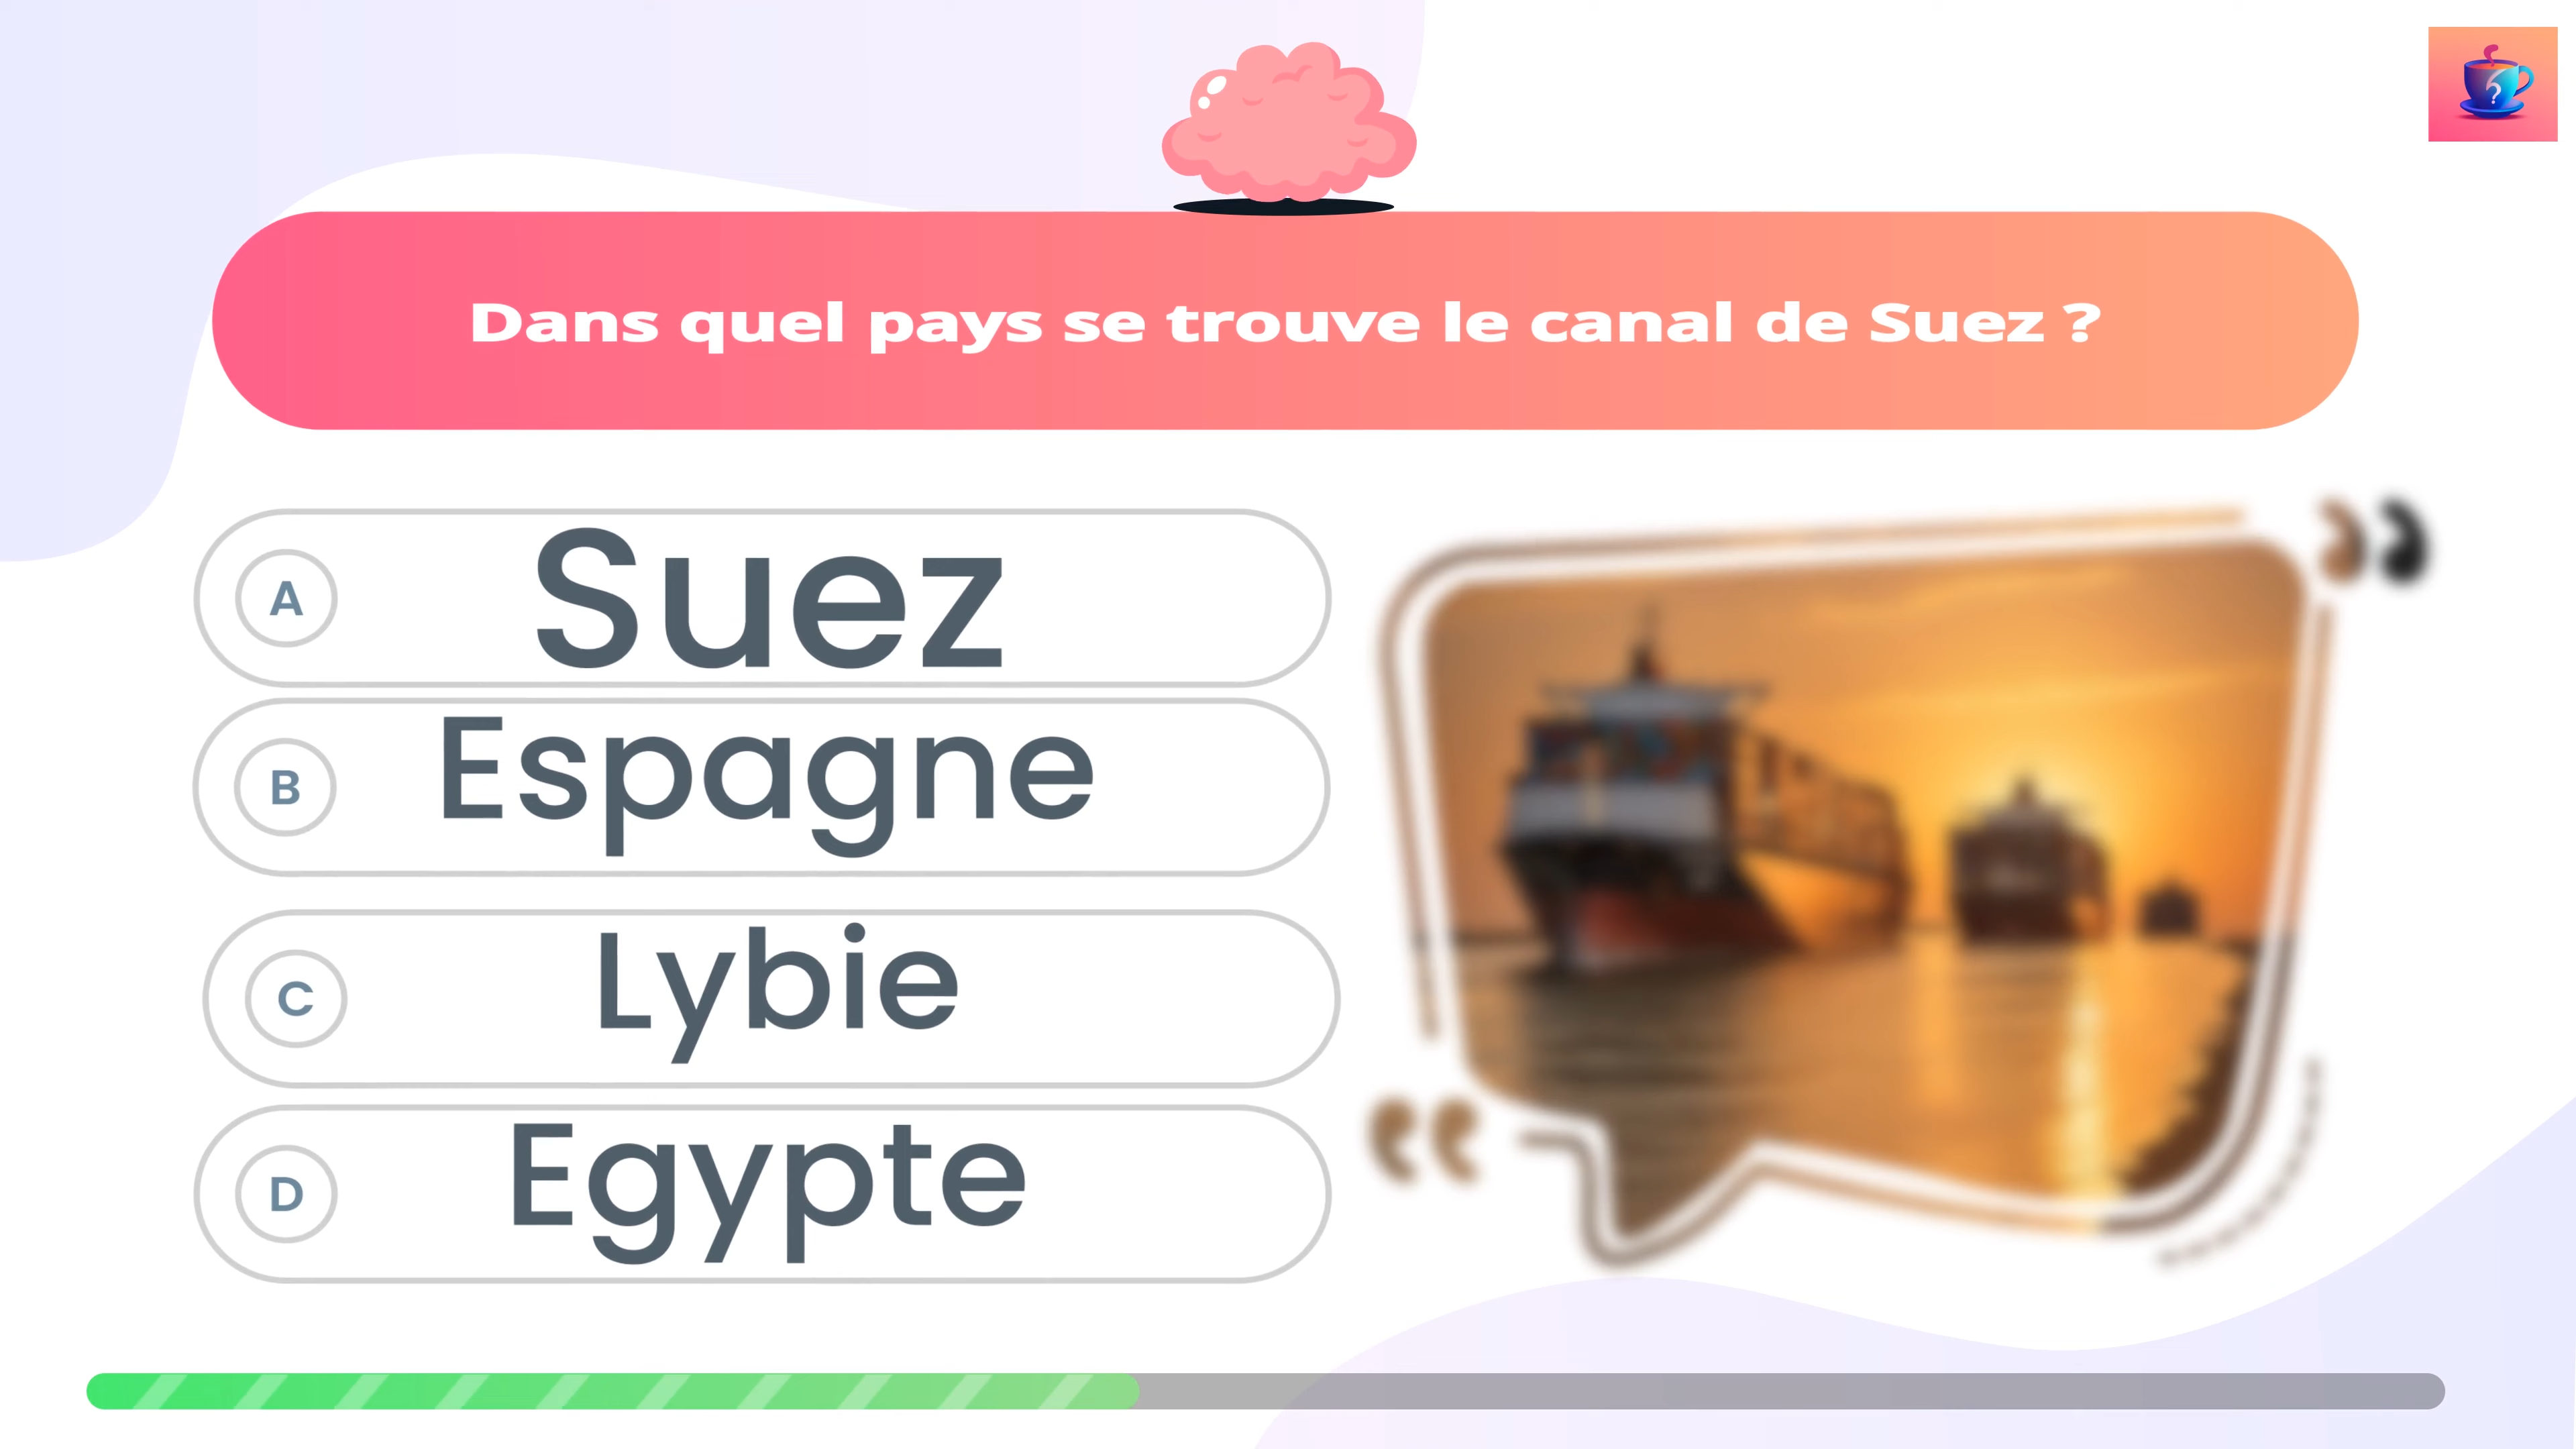 Dans quel pays se trouve le canal de Suez ?
A Suez
B Espagne
C Lybie
D Egypte